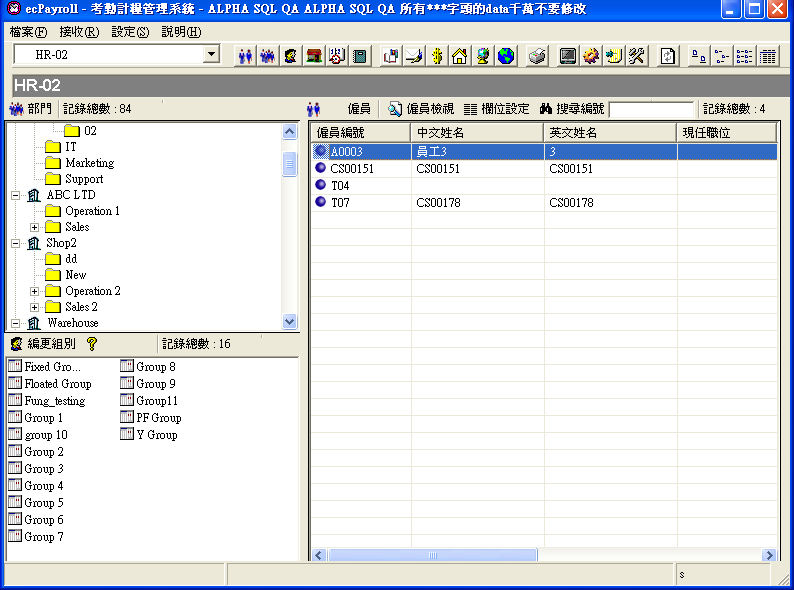 ecPayroll - 考勤計糧管理系統 - ALPHA SQL QA ALPHA SQL QA 所有***字頭的data千萬不要修改
檔案(F) 接收(R) 設定(S) 說明(H)
HR-02
HR-02
部門 記錄總數 : 84
僱員 僱員檢視 欄位設定 搜尋編號 記錄總數 : 4
02
IT
Marketing
Support
ABC LTD
Operation 1
Sales
Shop2
dd
New
Operation 2
Sales 2
Warehouse
僱員編號 中文姓名 英文姓名 現任職位
A0003 員工3 3
CS00151 CS00151 CS00151
T04
T07 CS00178 CS00178
編更組別 記錄總數 : 16
Fixed Gro...
Floated Group
Fung_testing
Group 1
group 10
Group 2
Group 3
Group 4
Group 5
Group 6
Group 7
Group 8
Group 9
Group11
PF Group
Y Group
s